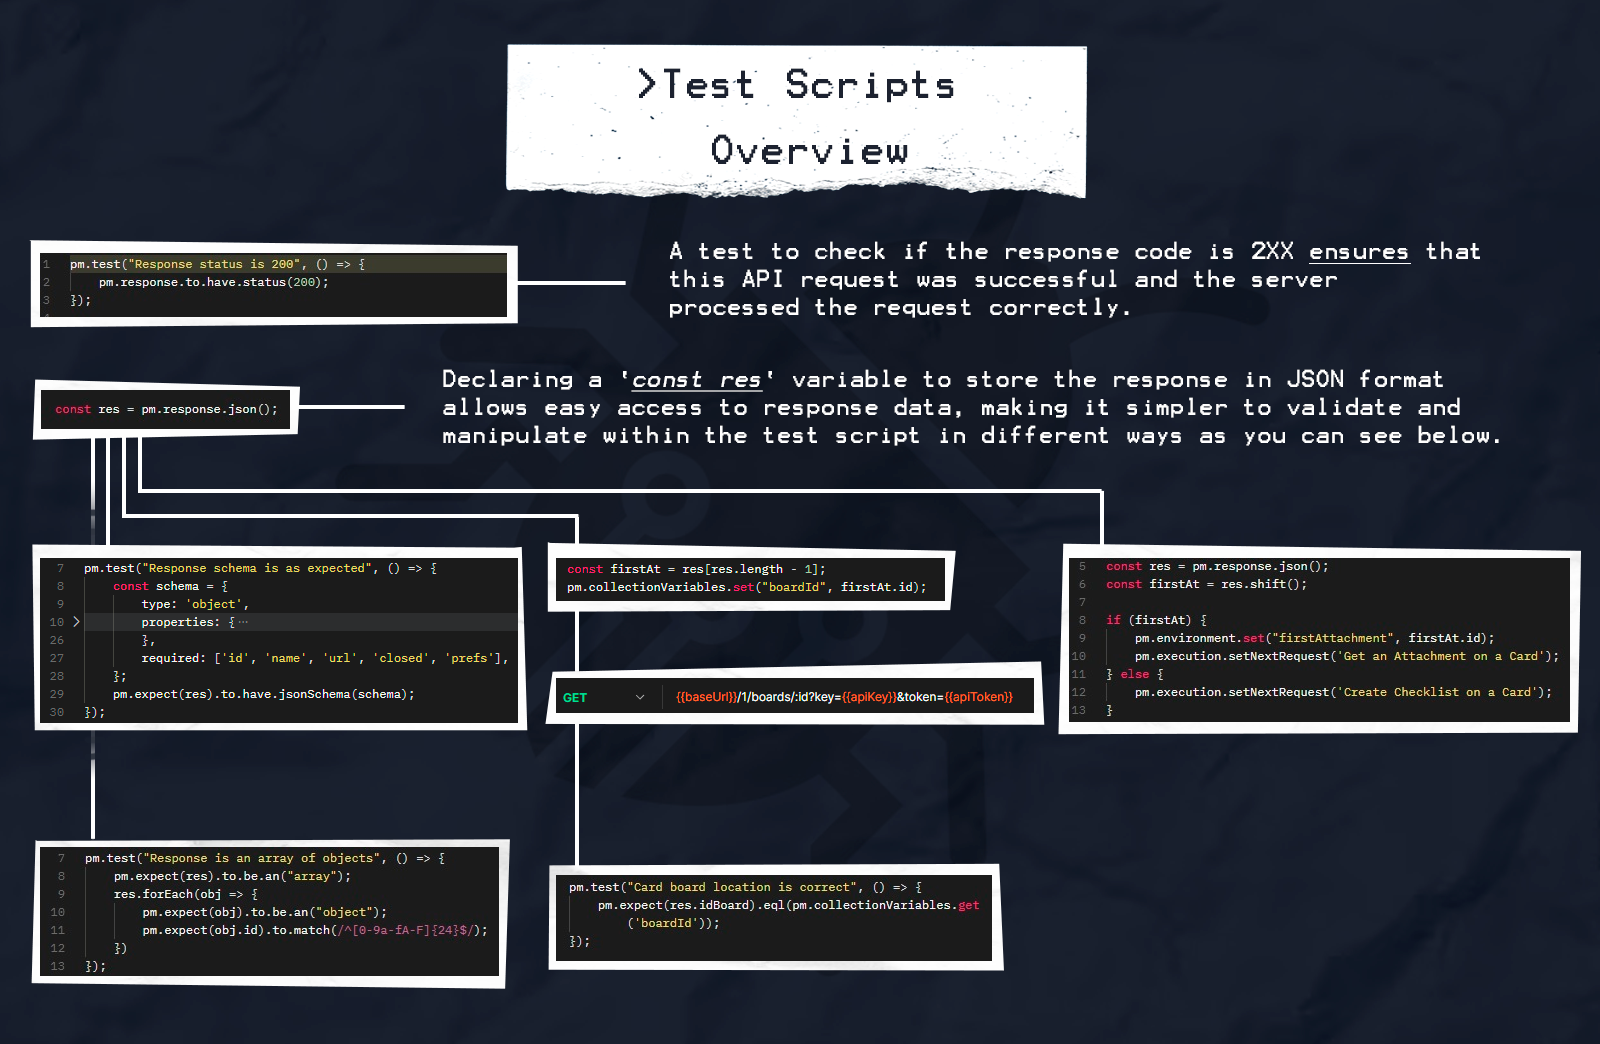 >Test Scripts
Overview
1 pm.test("Response status is 200", () => {
2 pm.response.to.have.status(200);
3 });
A test to check if the response code is 2XX ensures that
this API request was successful and the server
processed the request correctly.
const res = pm.response.json();
Declaring a 'const res' variable to store the response in JSON format
allows easy access to response data, making it simpler to validate and
manipulate within the test script in different ways as you can see below.
7 pm.test("Response schema is as expected", () => {
8 const schema = {
9 type: 'object',
10 > properties: {···
26 },
27 required: ['id', 'name', 'url', 'closed', 'prefs'],
28 };
29 pm.expect(res).to.have.jsonSchema(schema);
30 });
const firstAt = res[res.length - 1];
pm.collectionVariables.set("boardId", firstAt.id);
GET {{baseUrl}}/1/boards/:id?key={{apiKey}}&token={{apiToken}}
5 const res = pm.response.json();
6 const firstAt = res.shift();
7
8 if (firstAt) {
9 pm.environment.set("firstAttachment", firstAt.id);
10 pm.execution.setNextRequest('Get an Attachment on a Card');
11 } else {
12 pm.execution.setNextRequest('Create Checklist on a Card');
13 }
7 pm.test("Response is an array of objects", () => {
8 pm.expect(res).to.be.an("array");
9 res.forEach(obj => {
10 pm.expect(obj).to.be.an("object");
11 pm.expect(obj.id).to.match(/^[0-9a-fA-F]{24}$/);
12 })
13 });
pm.test("Card board location is correct", () => {
pm.expect(res.idBoard).eql(pm.collectionVariables.get
('boardId'));
});